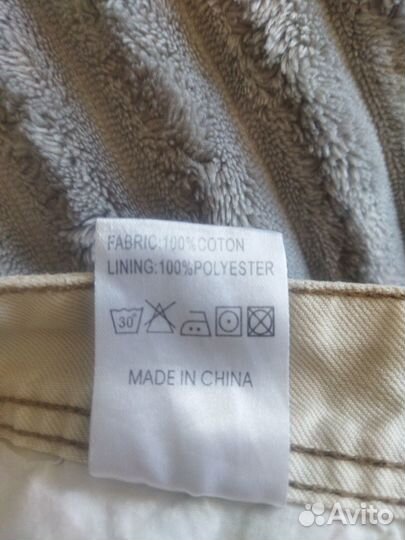 FABRIC:100%COTON
LINING:100%POLYESTER
30°
MADE IN CHINA
Avito